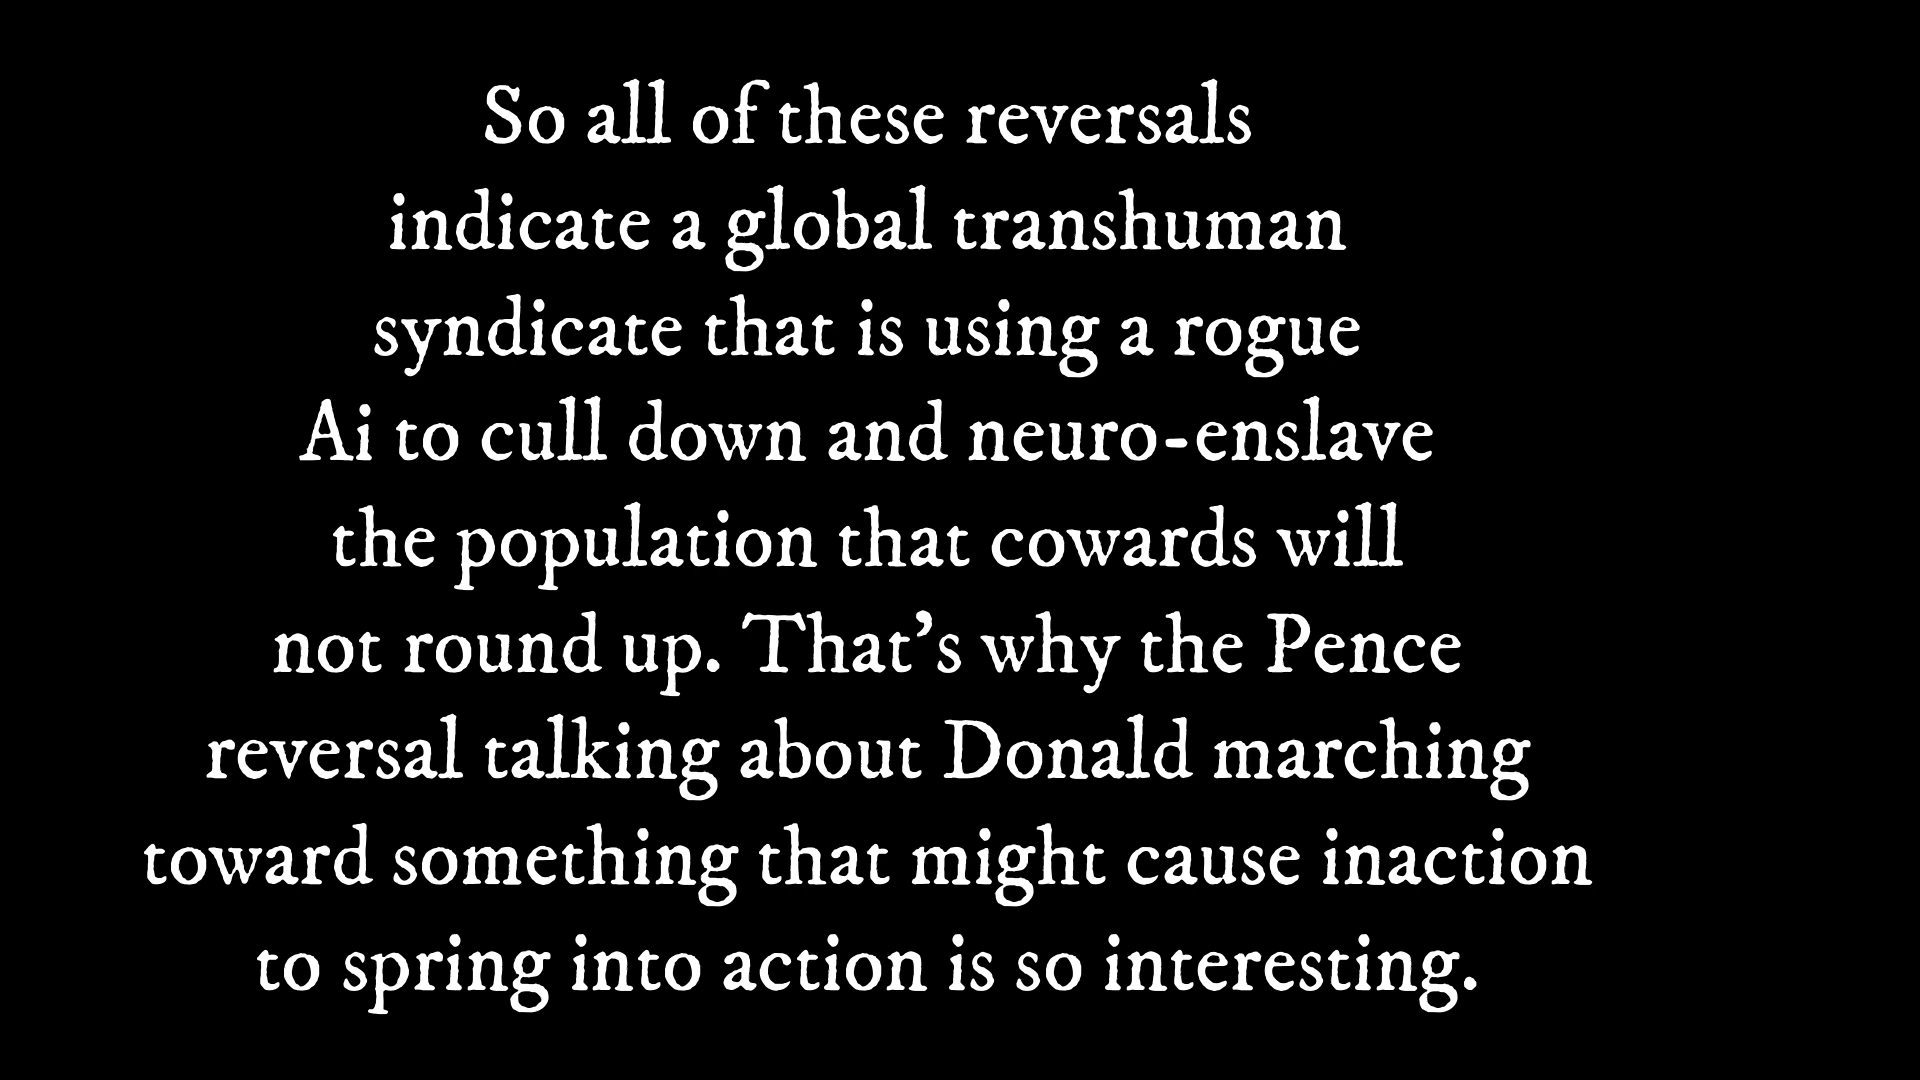 So all of these reversals
indicate a global transhuman
syndicate that is using a rogue
Ai to cull down and neuro-enslave
the population that cowards will
not round up. That's why the Pence
reversal talking about Donald marching
toward something that might cause inaction
to spring into action is so interesting.